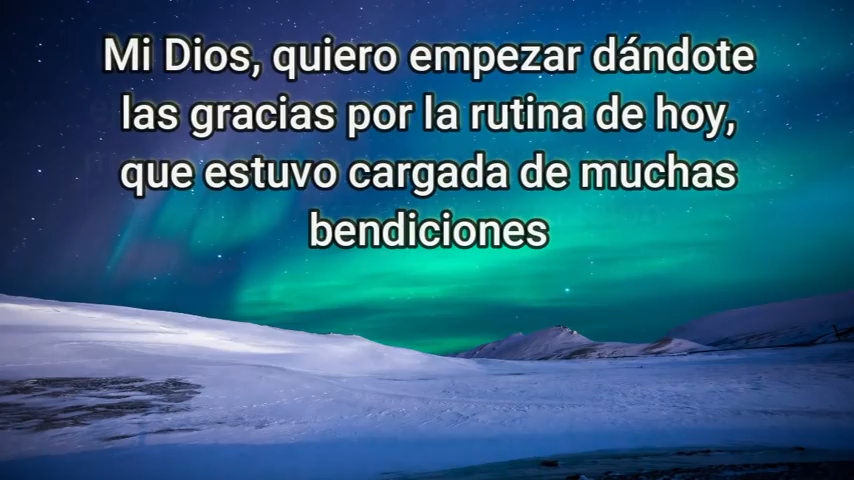 Mi Dios, quiero empezar dándote
las gracias por la rutina de hoy,
que estuvo cargada de muchas
bendiciones